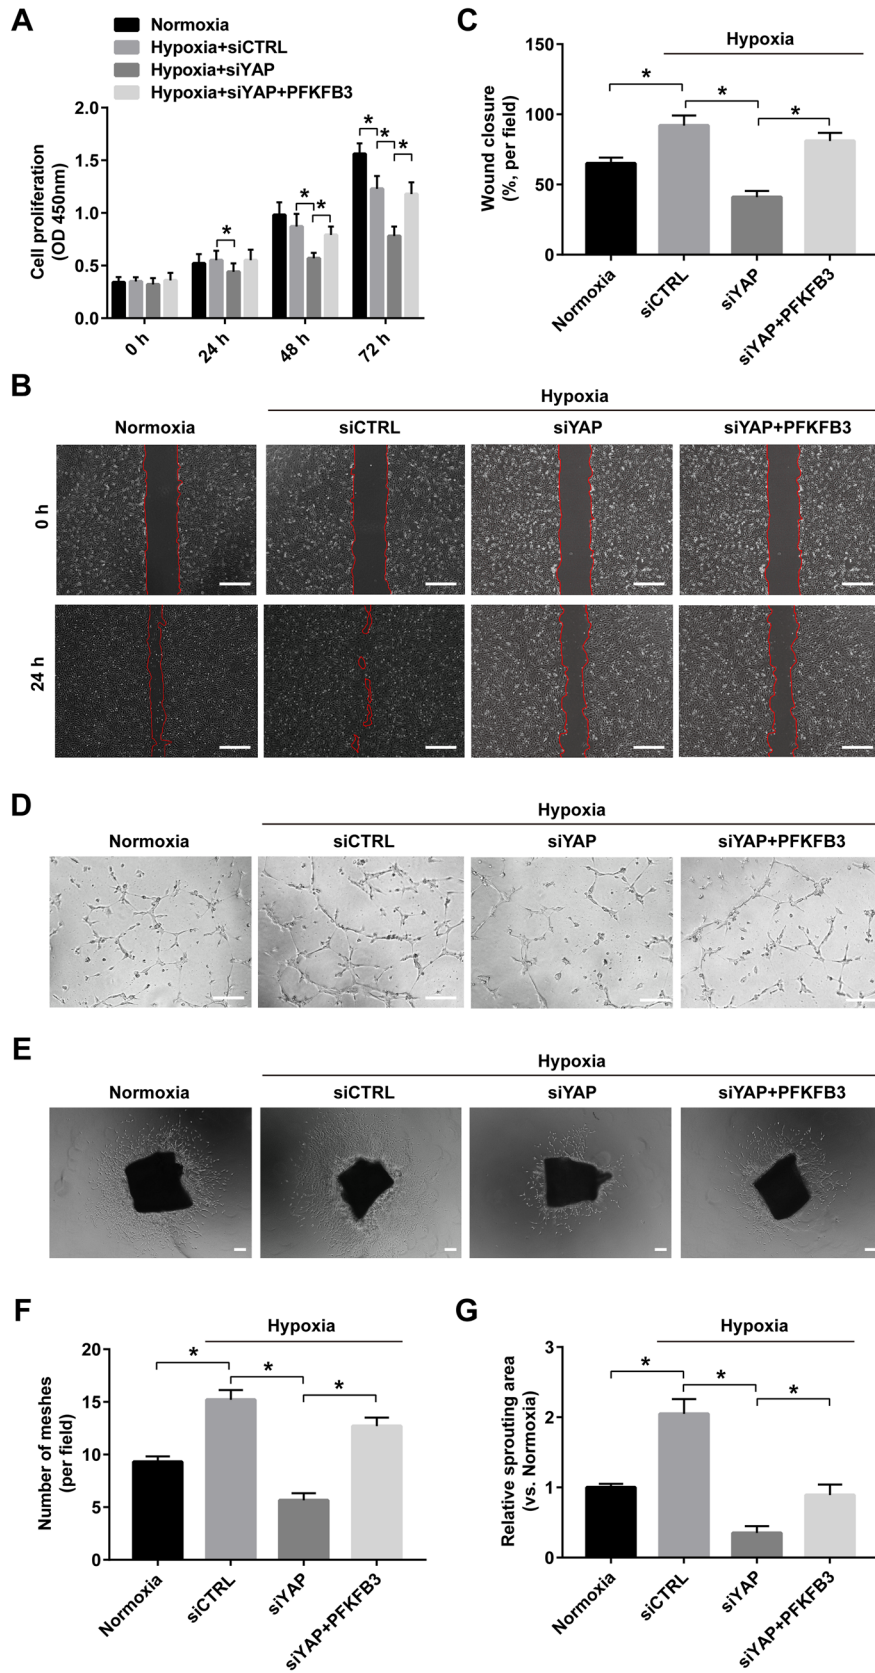 A
Normoxia
Hypoxia+siCTRL
Hypoxia+siYAP
Hypoxia+siYAP+PFKFB3
Cell proliferation
(OD 450nm)
2.0
1.5
1.0
0.5
0.0
* * * * * *
0 h 24 h 48 h 72 h
C
Hypoxia
Wound closure
(%, per field)
150
100
50
0
* * *
Normoxia siCTRL siYAP siYAP+PFKFB3
B
Hypoxia
Normoxia siCTRL siYAP siYAP+PFKFB3
0 h
24 h
D
Hypoxia
Normoxia siCTRL siYAP siYAP+PFKFB3
E
Hypoxia
Normoxia siCTRL siYAP siYAP+PFKFB3
F
Hypoxia
Number of meshes
(per field)
20
15
10
5
0
* * *
Normoxia siCTRL siYAP siYAP+PFKFB3
G
Hypoxia
Relative sprouting area
(vs. Normoxia)
3
2
1
0
* * *
Normoxia siCTRL siYAP siYAP+PFKFB3